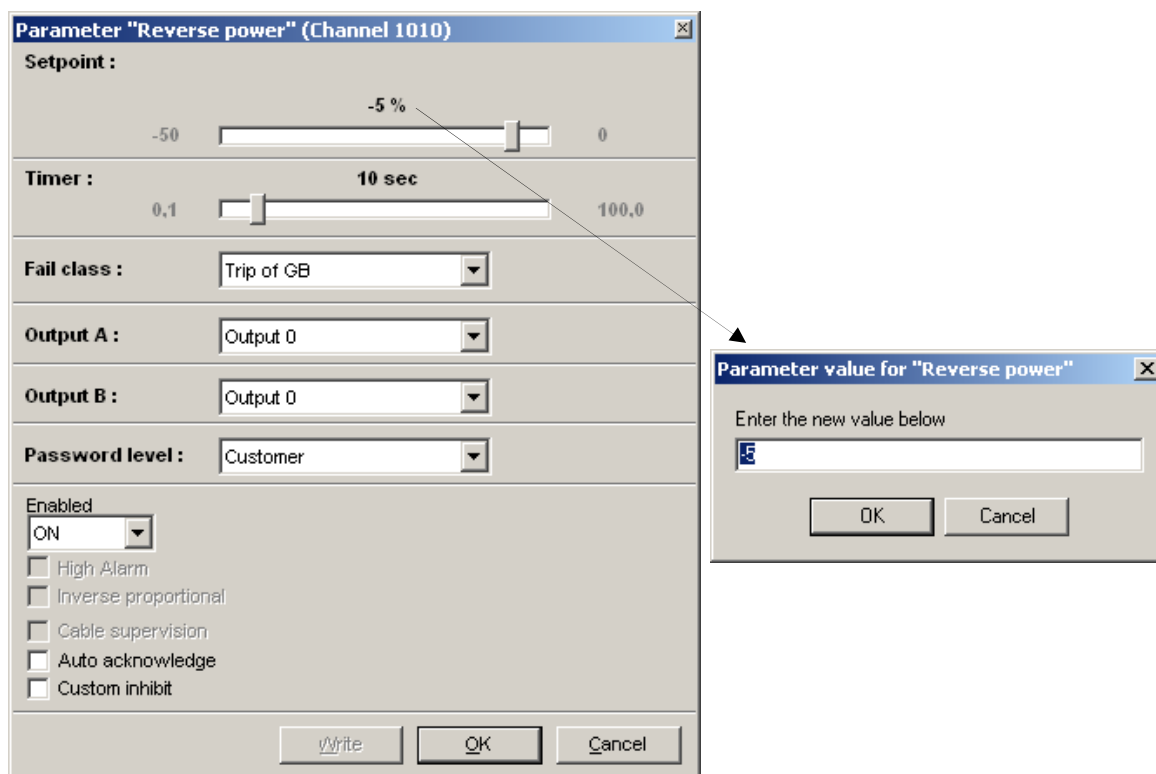 Parameter "Reverse power" (Channel 1010)
Setpoint :
-5 %
-50 0
Timer : 10 sec
0,1 100,0
Fail class : Trip of GB
Output A : Output 0
Output B : Output 0
Password level : Customer
Enabled
ON
High Alarm
Inverse proportional
Cable supervision
Auto acknowledge
Custom inhibit
Write OK Cancel
Parameter value for "Reverse power"
Enter the new value below
-5
OK Cancel